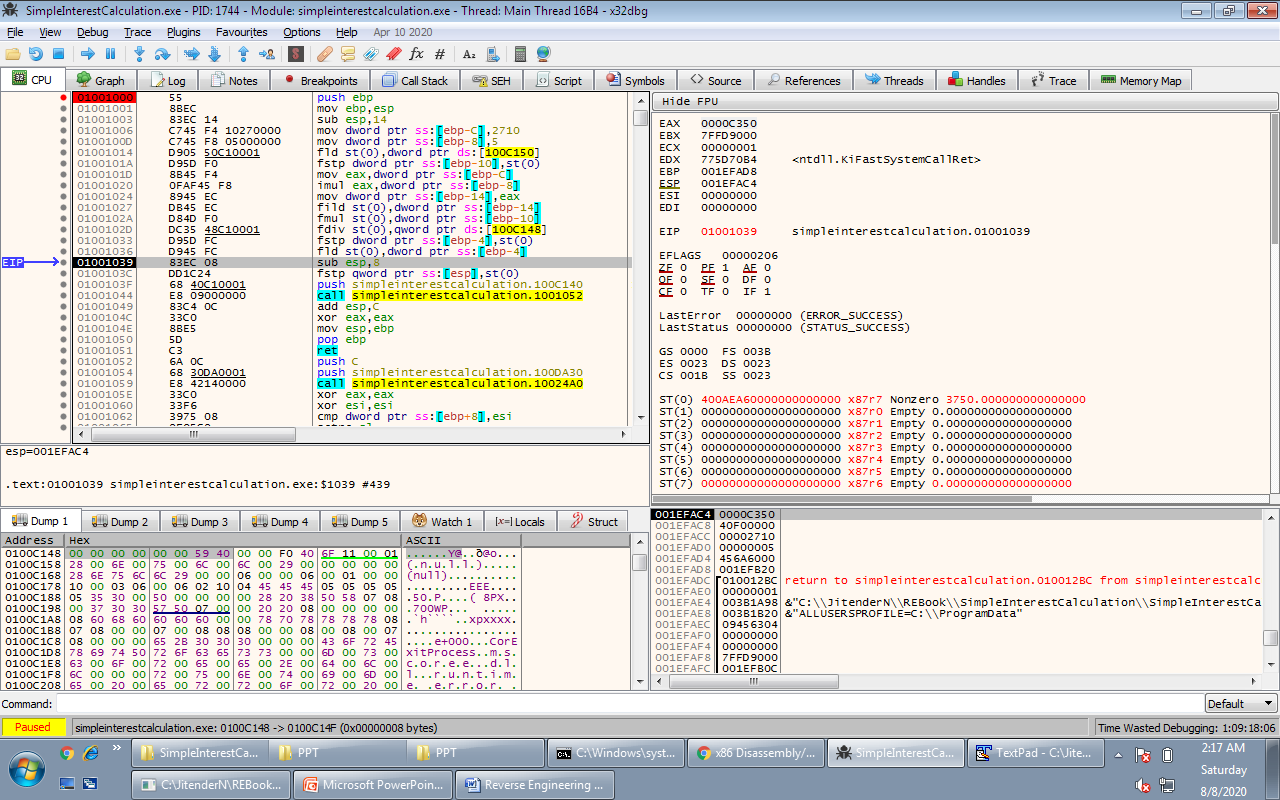 SimpleInterestCalculation.exe - PID: 1744 - Module: simpleinterestcalculation.exe - Thread: Main Thread 16B4 - x32dbg
File View Debug Trace Plugins Favourites Options Help Apr 10 2020
CPU Graph Log Notes Breakpoints Call Stack SEH Script Symbols Source References Threads Handles Trace Memory Map
01001000 55 push ebp
01001001 8BEC mov ebp,esp
01001003 83EC 14 sub esp,14
01001006 C745 F4 10270000 mov dword ptr ss:[ebp-C],2710
0100100D C745 F8 05000000 mov dword ptr ss:[ebp-8],5
01001014 D905 50C10001 fld st(0),dword ptr ds:[100C150]
0100101A D95D F0 fstp dword ptr ss:[ebp-10],st(0)
0100101D 8B45 F4 mov eax,dword ptr ss:[ebp-C]
01001020 0FAF45 F8 imul eax,dword ptr ss:[ebp-8]
01001024 8945 EC mov dword ptr ss:[ebp-14],eax
01001027 DB45 EC fild st(0),dword ptr ss:[ebp-14]
0100102A D84D F0 fmul st(0),dword ptr ss:[ebp-10]
0100102D DC35 48C10001 fdiv st(0),qword ptr ds:[100C148]
01001033 D95D FC fstp dword ptr ss:[ebp-4],st(0)
01001036 D945 FC fld st(0),dword ptr ss:[ebp-4]
EIP 01001039 83EC 08 sub esp,8
0100103C DD1C24 fstp qword ptr ss:[esp],st(0)
0100103F 68 40C10001 push simpleinterestcalculation.100C140
01001044 E8 09000000 call simpleinterestcalculation.1001052
01001049 83C4 0C add esp,C
0100104C 33C0 xor eax,eax
0100104E 8BE5 mov esp,ebp
01001050 5D pop ebp
01001051 C3 ret
01001052 6A 0C push C
01001054 68 30DA0001 push simpleinterestcalculation.100DA30
01001059 E8 42140000 call simpleinterestcalculation.10024A0
0100105E 33C0 xor eax,eax
01001060 33F6 xor esi,esi
01001062 3975 08 cmp dword ptr ss:[ebp+8],esi
esp=001EFAC4
.text:01001039 simpleinterestcalculation.exe:$1039 #439
Hide FPU
EAX 0000C350
EBX 7FFD9000
ECX 00000001
EDX 775D70B4 <ntdll.KiFastSystemCallRet>
EBP 001EFAD8
ESP 001EFAC4
ESI 00000000
EDI 00000000
EIP 01001039 simpleinterestcalculation.01001039
EFLAGS 00000206
ZF 0 PF 1 AF 0
OF 0 SF 0 DF 0
CF 0 TF 0 IF 1
LastError 00000000 (ERROR_SUCCESS)
LastStatus 00000000 (STATUS_SUCCESS)
GS 0000 FS 003B
ES 0023 DS 0023
CS 001B SS 0023
ST(0) 400AEA60000000000000 x87r7 Nonzero 3750.000000000000000
ST(1) 00000000000000000000 x87r0 Empty 0.000000000000000000
ST(2) 00000000000000000000 x87r1 Empty 0.000000000000000000
ST(3) 00000000000000000000 x87r2 Empty 0.000000000000000000
ST(4) 00000000000000000000 x87r3 Empty 0.000000000000000000
ST(5) 00000000000000000000 x87r4 Empty 0.000000000000000000
ST(6) 00000000000000000000 x87r5 Empty 0.000000000000000000
ST(7) 00000000000000000000 x87r6 Empty 0.000000000000000000
Dump 1 Dump 2 Dump 3 Dump 4 Dump 5 Watch 1 Locals Struct
Address Hex ASCII
0100C148 00 00 00 00 00 00 59 40 00 00 F0 40 6F 11 00 01 ......Y@..ð@o...
0100C158 28 00 6E 00 75 00 6C 00 6C 00 29 00 00 00 00 00 (.n.u.l.l.).....
0100C168 28 6E 75 6C 6C 29 00 00 06 00 00 06 00 01 00 00 (null)..........
0100C178 10 00 03 06 00 06 02 10 04 45 45 45 05 05 05 05 .........EEE....
0100C188 05 35 30 00 50 00 00 00 00 28 20 38 50 58 07 08 .50.P....( 8PX..
0100C198 00 37 30 30 57 50 07 00 00 20 20 08 00 00 00 00 .700WP... .....
0100C1A8 08 60 68 60 60 60 60 00 00 78 70 78 78 78 78 08 .`h````..xpxxxx.
0100C1B8 07 08 00 00 07 00 08 08 08 00 00 08 00 08 00 07 ................
0100C1C8 08 00 00 00 65 2B 30 30 30 00 00 00 43 6F 72 45 ....e+000...CorE
0100C1D8 78 69 74 50 72 6F 63 65 73 73 00 00 6D 00 73 00 xitProcess..m.s.
0100C1E8 63 00 6F 00 72 00 65 00 65 00 2E 00 64 00 6C 00 c.o.r.e.e...d.l.
0100C1F8 6C 00 00 00 72 00 75 00 6E 00 74 00 69 00 6D 00 l...r.u.n.t.i.m.
0100C208 65 00 20 00 65 00 72 00 72 00 6F 00 72 00 20 00 e. .e.r.r.o.r. .
001EFAC4 0000C350
001EFAC8 40F00000
001EFACC 00002710
001EFAD0 00000005
001EFAD4 456A6000
001EFAD8 001EFB20
001EFADC 010012BC return to simpleinterestcalculation.010012BC from simpleinterestcalc
001EFAE0 00000001
001EFAE4 003B1A98 &"C:\\JitenderN\\REBook\\SimpleInterestCalculation\\SimpleInterestCa
001EFAE8 003B1B20 &"ALLUSERSPROFILE=C:\\ProgramData"
001EFAEC 09456304
001EFAF0 00000000
001EFAF4 00000000
001EFAF8 7FFD9000
001EFAFC 001EFB0C
Command: Default
Paused simpleinterestcalculation.exe: 0100C148 -> 0100C14F (0x00000008 bytes) Time Wasted Debugging: 1:09:18:06
SimpleInterestCa... PPT PPT C:\Windows\syst... x86 Disassembly/... SimpleInterestCa... TextPad - C:\Jite...
C:\JitenderN\REBook... Microsoft PowerPoin... Reverse Engineering ...
2:17 AM
Saturday
8/8/2020